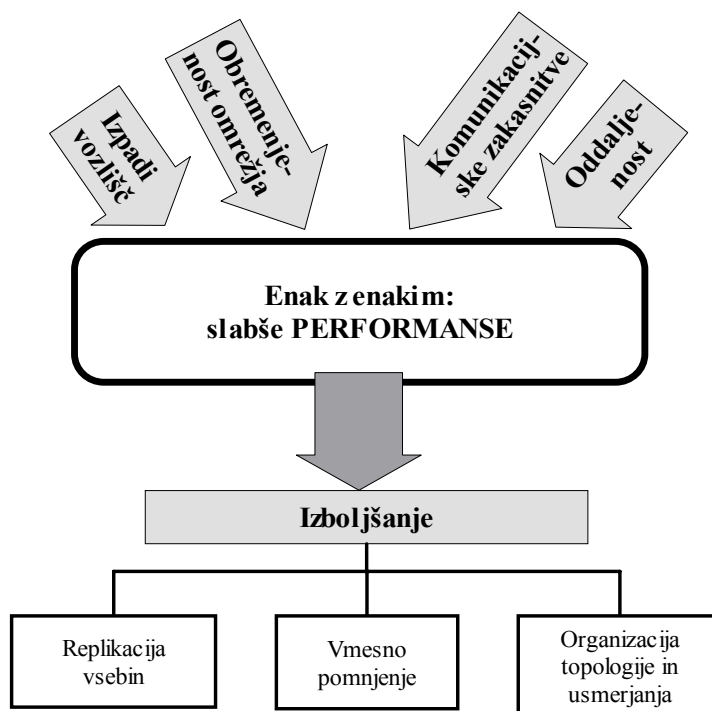 Izpadi
vozlišč
Obremenje-
nost omrežja
Komunikacij-
ske zakasnitve
Oddalje-
nost
Enak z enakim:
slabše PERFORMANSE
Izboljšanje
Replikacija
vsebin
Vmesno
pomnjenje
Organizacija
topologije in
usmerjanja